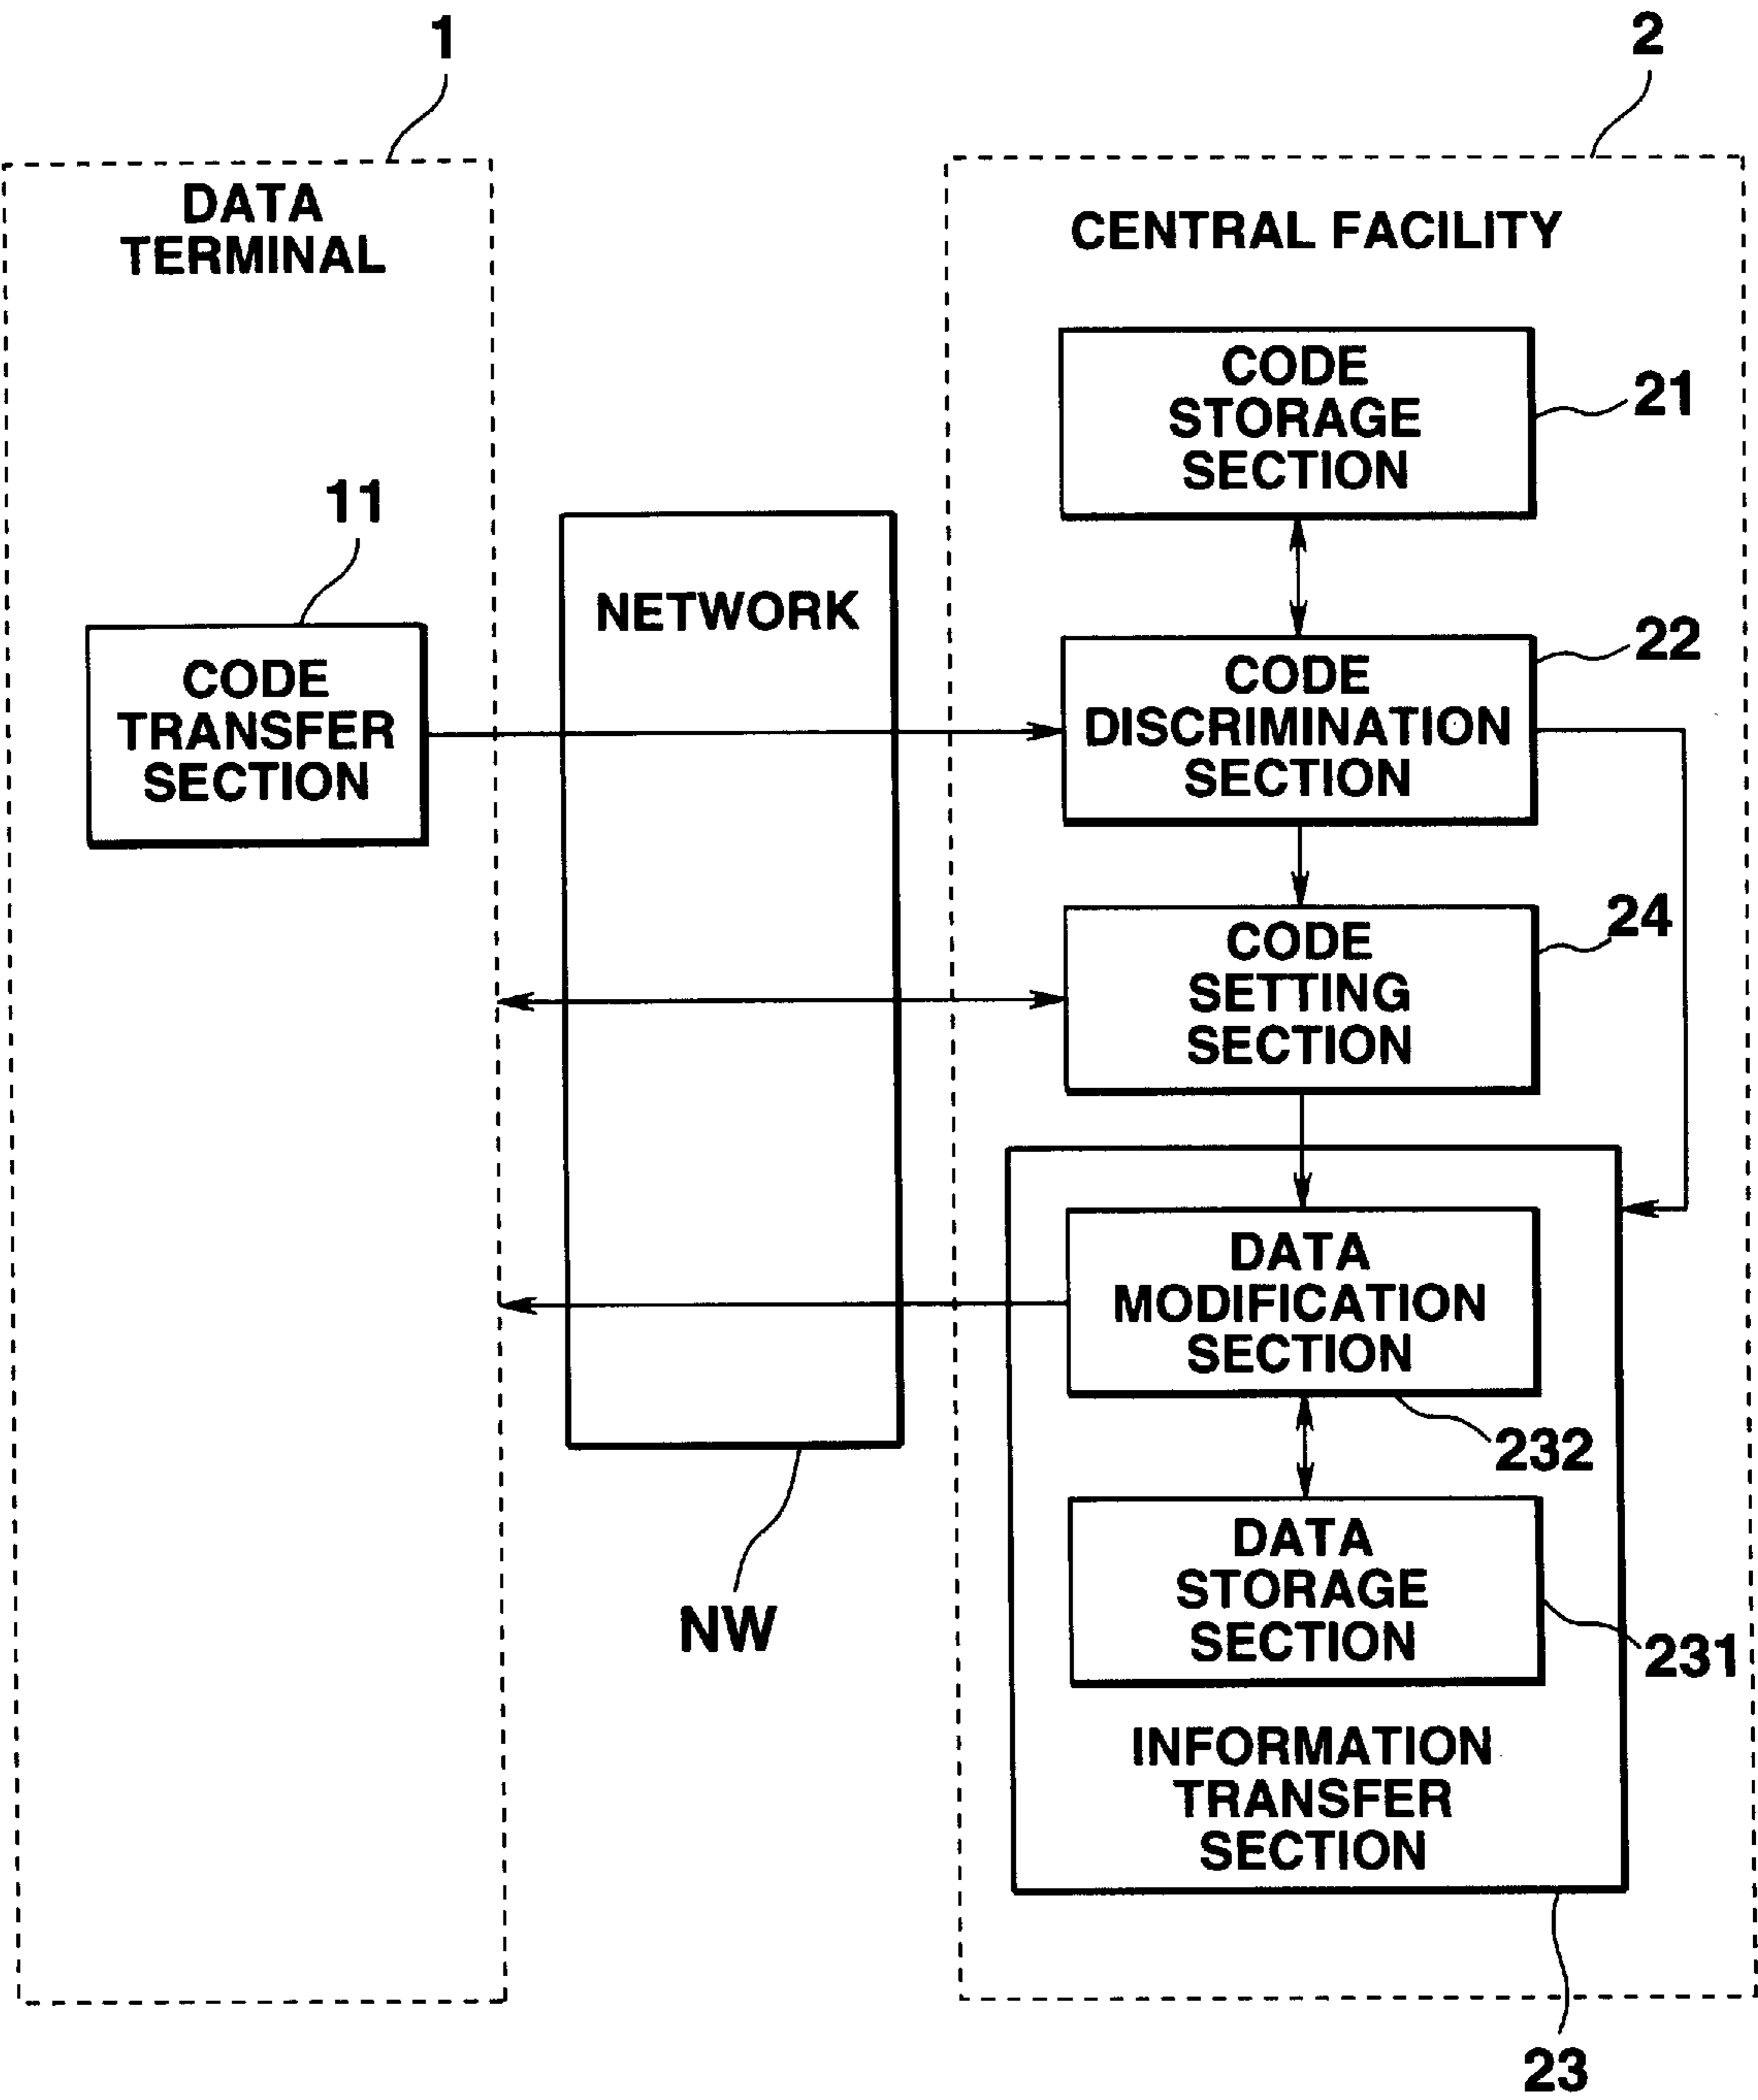 1
2
DATA
TERMINAL
CENTRAL FACILITY
CODE
STORAGE
SECTION
21
11
NETWORK
CODE
TRANSFER
SECTION
CODE
DISCRIMINATION
SECTION
22
CODE
SETTING
SECTION
24
DATA
MODIFICATION
SECTION
232
DATA
STORAGE
SECTION
231
NW
INFORMATION
TRANSFER
SECTION
23